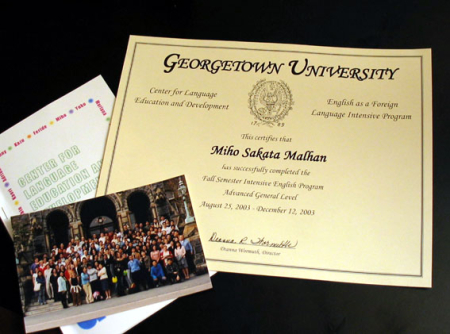 GEORGETOWN UNIVERSITY
Center for Language
Education and Development
English as a Foreign
Language Intensive Program
This certifies that
Miho Sakata Malhan
has successfully completed the
Fall Semester Intensive English Program
Advanced General Level
August 25, 2003 - December 12, 2003
Director
CENTER FOR
LANGUAGE
EDUCATION AND
Miho
Yoko